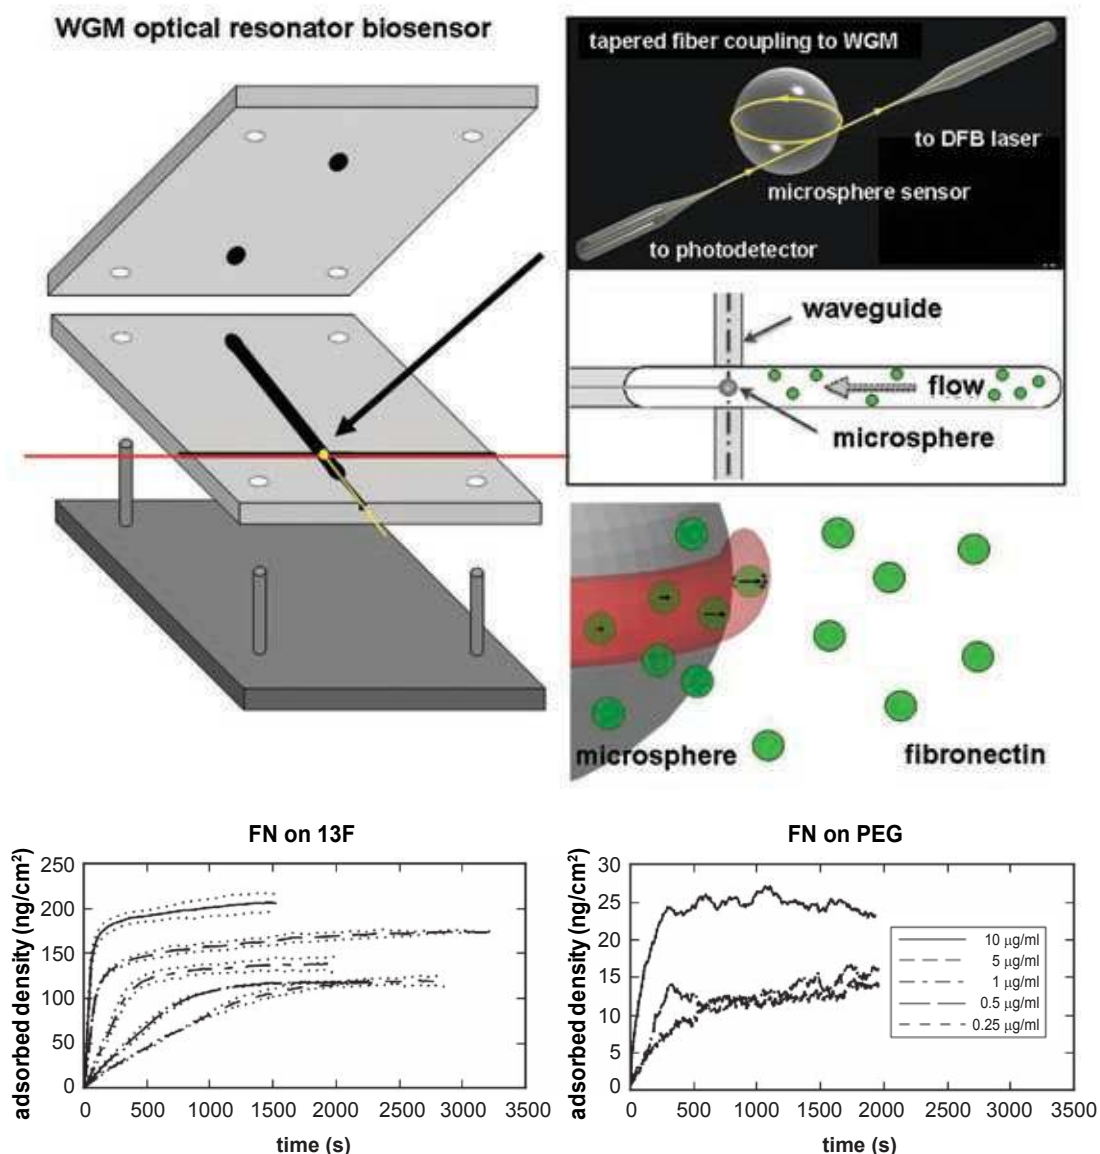 WGM optical resonator biosensor
tapered fiber coupling to WGM
to DFB laser
microsphere sensor
to photodetector
waveguide
flow
microsphere
microsphere
fibronectin
FN on 13F
adsorbed density (ng/cm²)
250
200
150
100
50
0
0 500 1000 1500 2000 2500 3000 3500
time (s)
FN on PEG
adsorbed density (ng/cm²)
30
25
20
15
10
5
0
10 µg/ml
5 µg/ml
1 µg/ml
0.5 µg/ml
0.25 µg/ml
0 500 1000 1500 2000 2500 3000 3500
time (s)